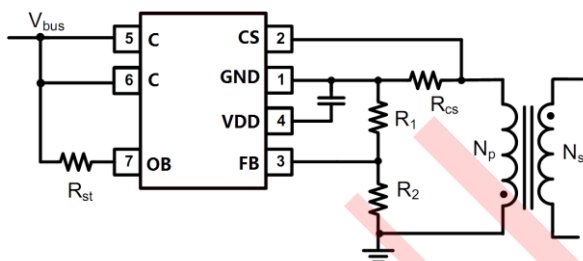 Vbus
5 C CS 2
6 C GND 1
VDD 4
7 OB FB 3
Rst
Rcs
R1
R2
Np
Ns